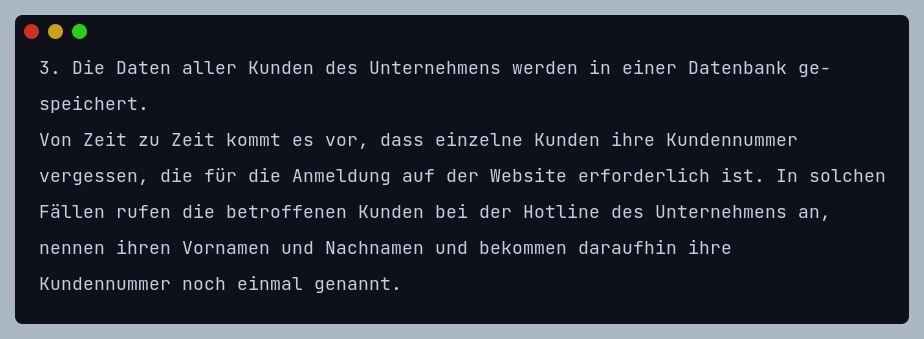 3. Die Daten aller Kunden des Unternehmens werden in einer Datenbank ge-
speichert.
Von Zeit zu Zeit kommt es vor, dass einzelne Kunden ihre Kundennummer
vergessen, die für die Anmeldung auf der Website erforderlich ist. In solchen
Fällen rufen die betroffenen Kunden bei der Hotline des Unternehmens an,
nennen ihren Vornamen und Nachnamen und bekommen daraufhin ihre
Kundennummer noch einmal genannt.